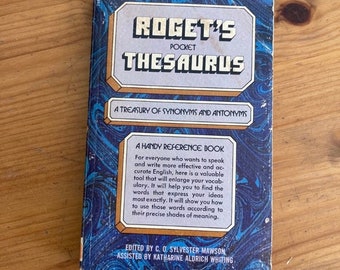 ROGET'S
POCKET
THESAURUS
A TREASURY OF SYNONYMS AND ANTONYMS
A HANDY REFERENCE BOOK
For everyone who wants to speak
and write more effective and ac-
curate English, here is a valuable
tool that will enlarge your vocab-
ulary. It will help you to find the
words that express your ideas
most exactly. It will show you how
to use those words according to
their precise shades of meaning.
EDITED BY C. O. SYLVESTER MAWSON
ASSISTED BY KATHARINE ALDRICH WHITING